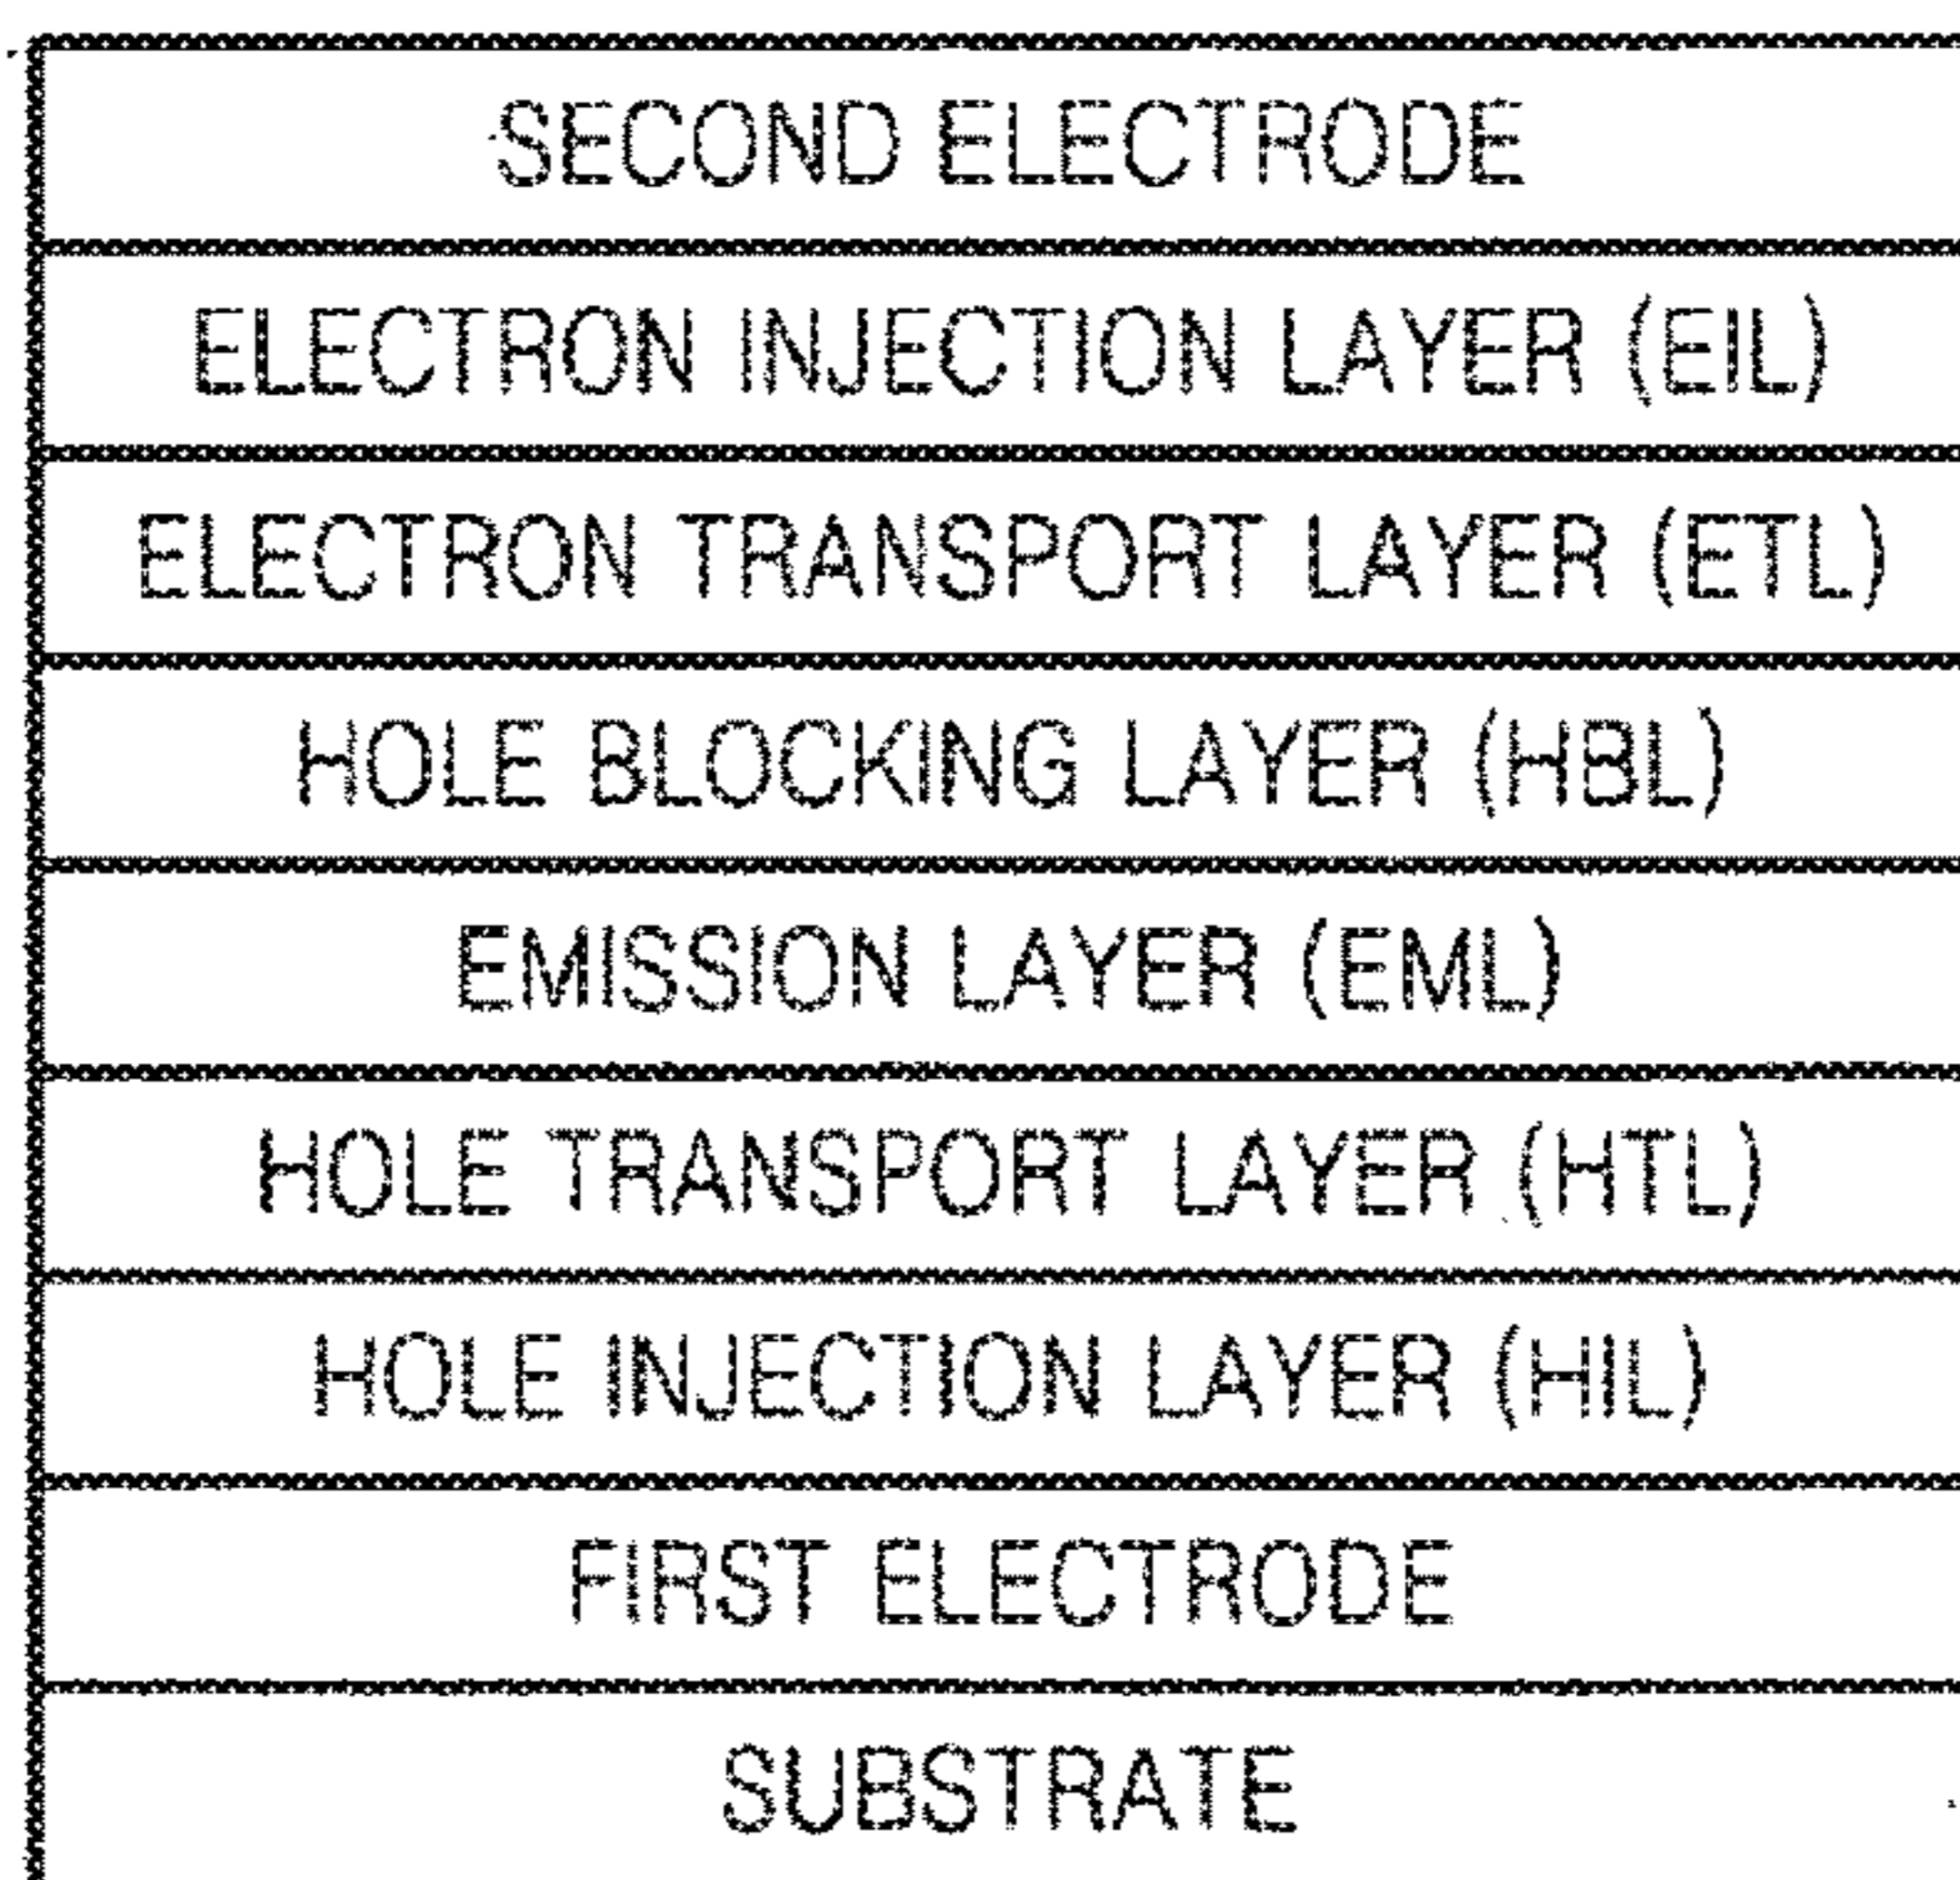 SECOND ELECTRODE
ELECTRON INJECTION LAYER (EIL)
ELECTRON TRANSPORT LAYER (ETL)
HOLE BLOCKING LAYER (HBL)
EMISSION LAYER (EML)
HOLE TRANSPORT LAYER (HTL)
HOLE INJECTION LAYER (HIL)
FIRST ELECTRODE
SUBSTRATE